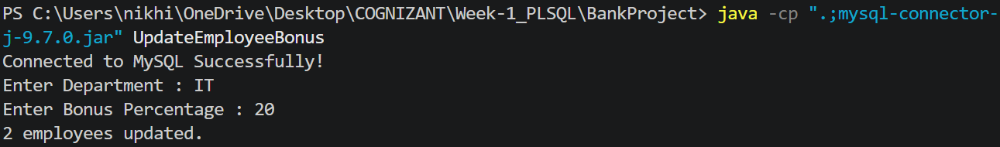 PS C:\Users\nikhi\OneDrive\Desktop\COGNIZANT\Week-1_PLSQL\BankProject> java -cp ".;mysql-connector-
j-9.7.0.jar" UpdateEmployeeBonus
Connected to MySQL Successfully!
Enter Department : IT
Enter Bonus Percentage : 20
2 employees updated.